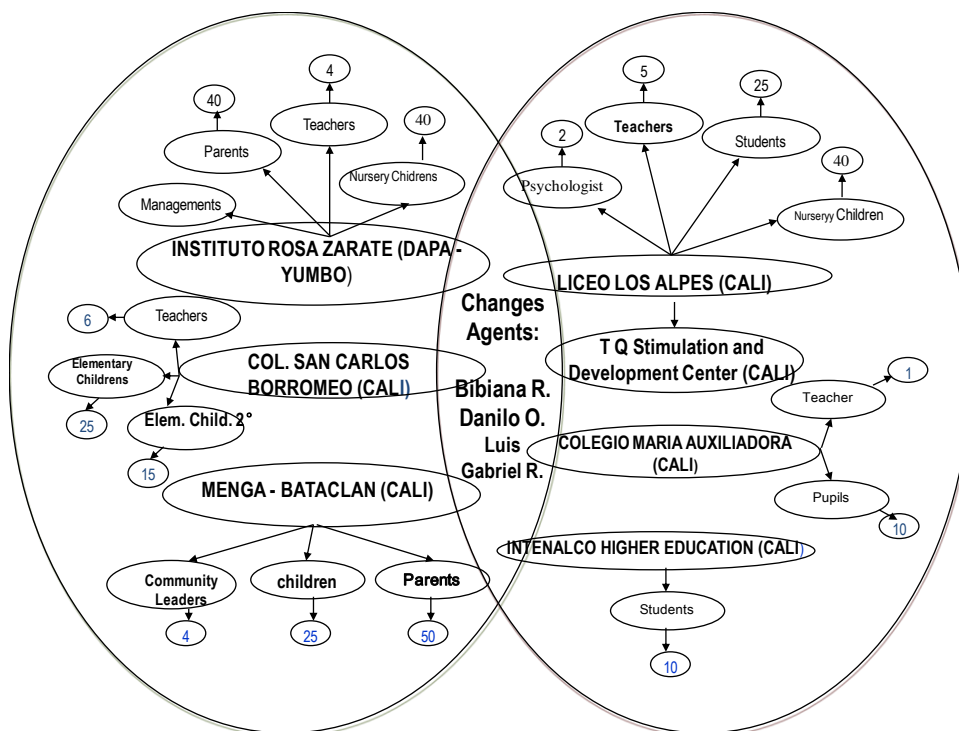 4
Teachers
40
Parents
40
Nursery Chidrens
Managements
INSTITUTO ROSA ZARATE (DAPA -
YUMBO)
6
Teachers
Elementary
Childrens
25
COL. SAN CARLOS
BORROMEO (CALI)
Elem. Child. 2°
15
MENGA - BATACLAN (CALI)
Community
Leaders
4
children
25
Parents
50
Changes
Agents:
Bibiana R.
Danilo O.
Luis
Gabriel R.
2
Psychologist
5
Teachers
25
Students
40
Nurseryy Children
LICEO LOS ALPES (CALI)
T Q Stimulation and
Development Center (CALI)
1
Teacher
COLEGIO MARIA AUXILIADORA
(CALI)
Pupils
10
INTENALCO HIGHER EDUCATION (CALI)
Students
10